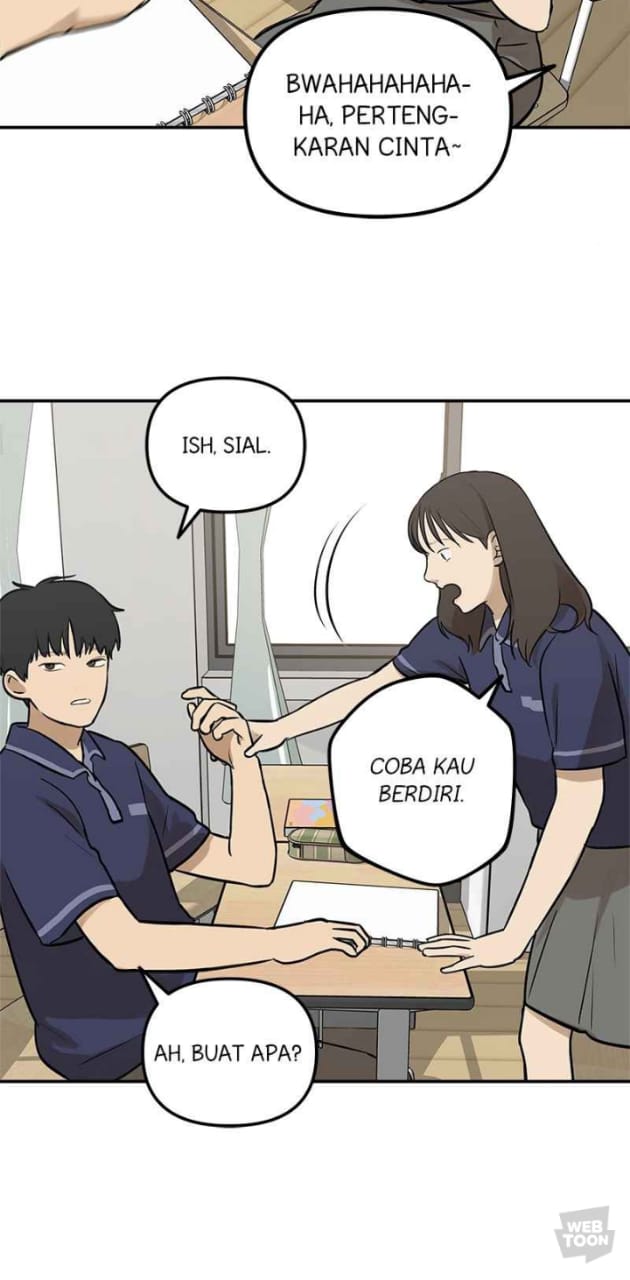 BWAHAHAHAHA-
HA, PERTENG-
KARAN CINTA~
ISH, SIAL.
COBA KAU
BERDIRI.
AH, BUAT APA?
WEB
TOON